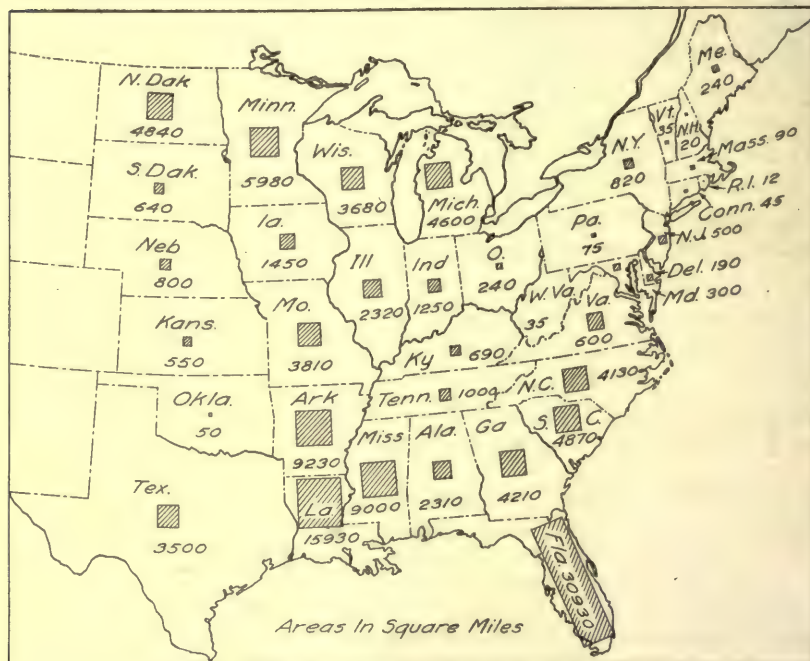 Me.
240
N. Dak
4840
Minn.
5980
Vt.
35
N.H.
20
Mass. 90
N.Y.
820
R.I. 12
Conn. 45
S. Dak.
640
Wis.
3680
Mich.
4600
Pa.
75
N.J. 500
Ia.
1450
Neb
800
Ill
2320
Ind
1250
O.
240
Del. 190
Md. 300
W. Va.
35
Va.
600
Mo.
3810
Kans.
550
Ky 690
N.C. 4130
Tenn. 1000
Okla.
50
Ark
9230
S. C.
4870
Miss
9000
Ala.
2310
Ga
4210
Tex.
3500
La
15930
Fla. 30930
Areas In Square Miles